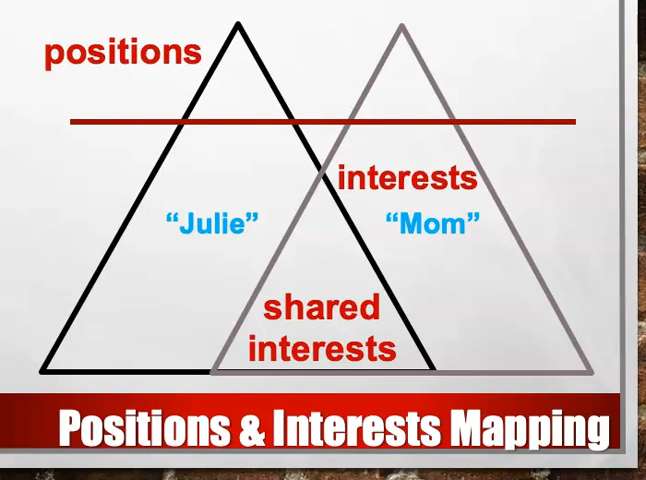 positions
interests
“Julie” “Mom”
shared
interests
Positions & Interests Mapping